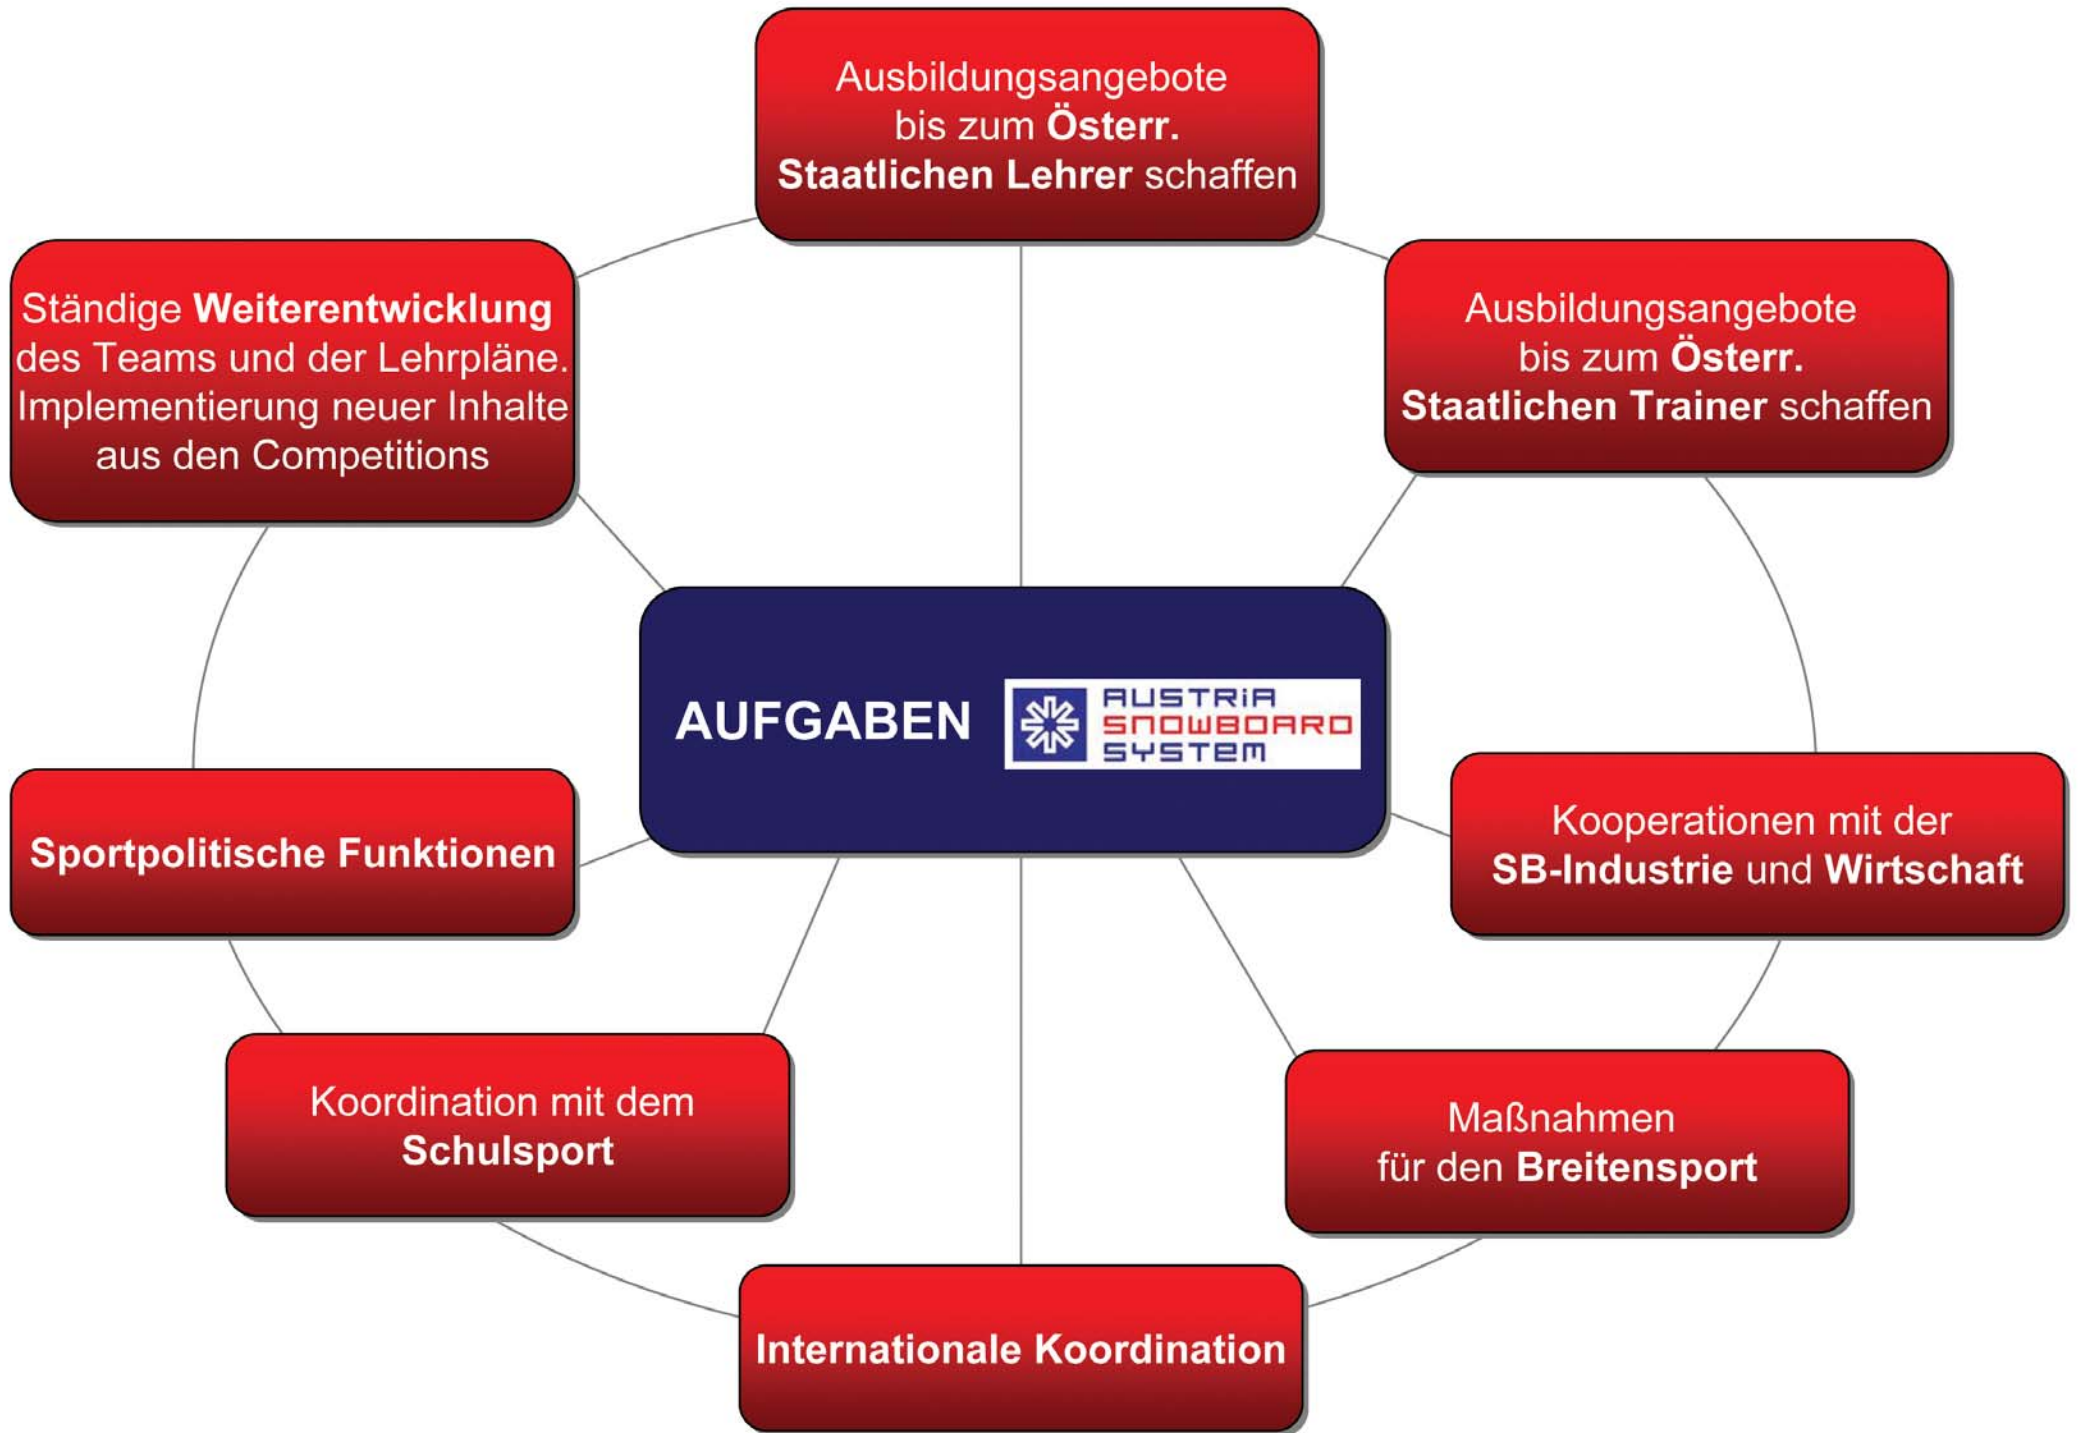 Ausbildungsangebote
bis zum Österr.
Staatlichen Lehrer schaffen
Ständige Weiterentwicklung
des Teams und der Lehrpläne.
Implementierung neuer Inhalte
aus den Competitions
Ausbildungsangebote
bis zum Österr.
Staatlichen Trainer schaffen
AUFGABEN
AUSTRiA
SNOWBOARD
SYSTEM
Sportpolitische Funktionen
Kooperationen mit der
SB-Industrie und Wirtschaft
Koordination mit dem
Schulsport
Maßnahmen
für den Breitensport
Internationale Koordination